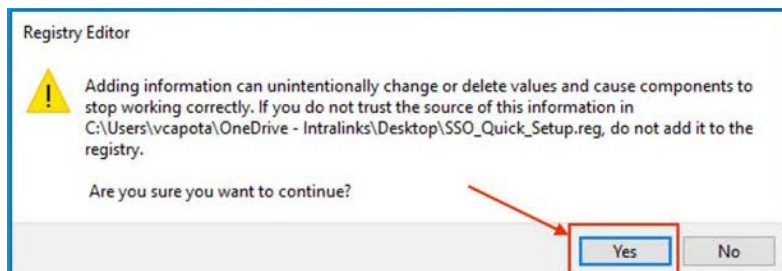 Registry Editor
Adding information can unintentionally change or delete values and cause components to
stop working correctly. If you do not trust the source of this information in
C:\Users\vcapota\OneDrive - Intralinks\Desktop\SSO_Quick_Setup.reg, do not add it to the
registry.
Are you sure you want to continue?
Yes No